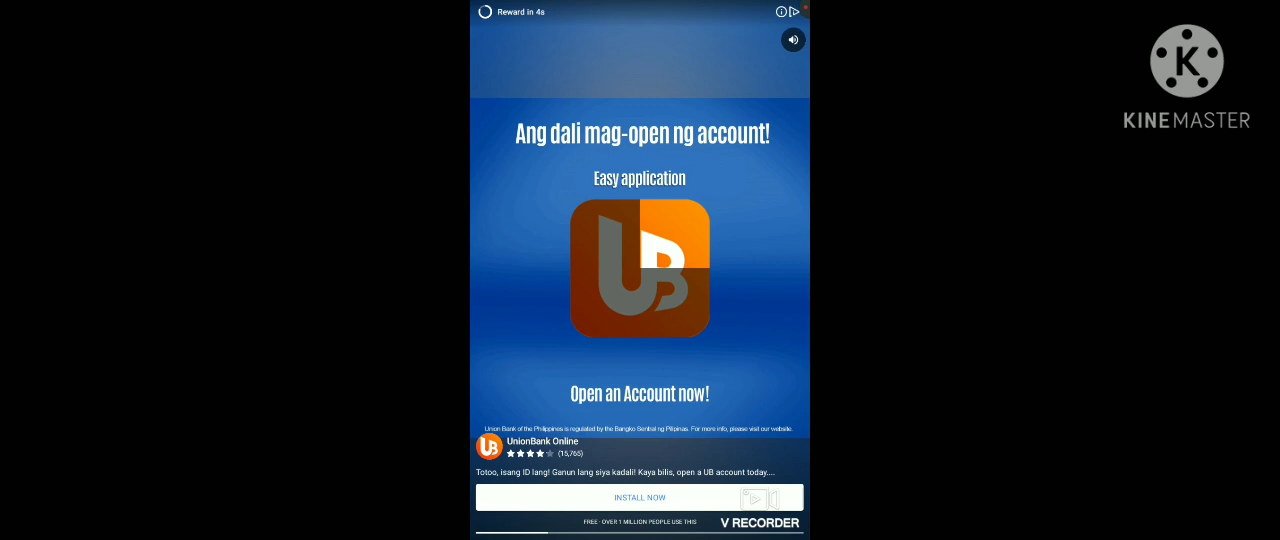 Reward in 4s
K
KINEMASTER
Ang dali mag-open ng account!
Easy application
UB
Open an Account now!
Union Bank of the Philippines is regulated by the Bangko Sentral ng Pilipinas. For more info, please visit our website.
UB
UnionBank Online
(15,765)
Totoo, isang ID lang! Ganun lang siya kadali! Kaya bilis, open a UB account today....
INSTALL NOW
FREE · OVER 1 MILLION PEOPLE USE THIS
V RECORDER